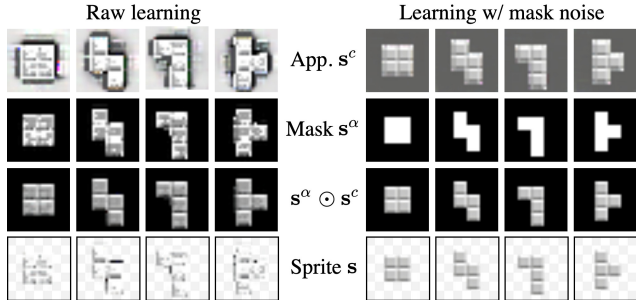 Raw learning
Learning w/ mask noise
App. s^c
Mask s^α
s^α ⊙ s^c
Sprite s